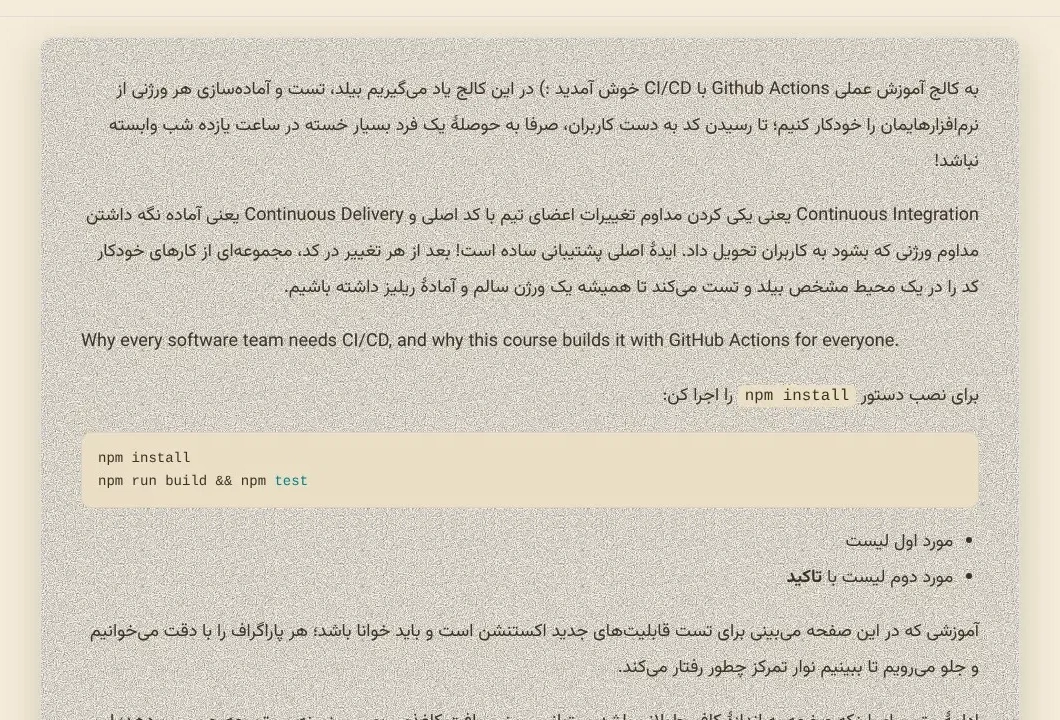 به کالج آموزش عملی Github Actions با CI/CD خوش آمدید :) در این کالج یاد می‌گیریم بیلد، تست و آماده‌سازی هر ورژنی از
نرم‌افزارهایمان را خودکار کنیم؛ تا رسیدن کد به دست کاربران، صرفا به حوصلهٔ یک فرد بسیار خسته در ساعت یازده شب وابسته
نباشد!
Continuous Integration یعنی یکی کردن مداوم تغییرات اعضای تیم با کد اصلی و Continuous Delivery یعنی آماده نگه داشتن
مداوم ورژنی که بشود به کاربران تحویل داد. ایدهٔ اصلی پشتیبانی ساده است! بعد از هر تغییر در کد، مجموعه‌ای از کارهای خودکار
کد را در یک محیط مشخص بیلد و تست می‌کند تا همیشه یک ورژن سالم و آمادهٔ ریلیز داشته باشیم.
Why every software team needs CI/CD, and why this course builds it with GitHub Actions for everyone.
برای نصب دستور npm install را اجرا کن:
npm install
npm run build && npm test
• مورد اول لیست
• مورد دوم لیست با تاکید
آموزشی که در این صفحه می‌بینی برای تست قابلیت‌های جدید اکستنشن است و باید خوانا باشد؛ هر پاراگراف را با دقت می‌خوانیم
و جلو می‌رویم تا ببینیم نوار تمرکز چطور رفتار می‌کند.